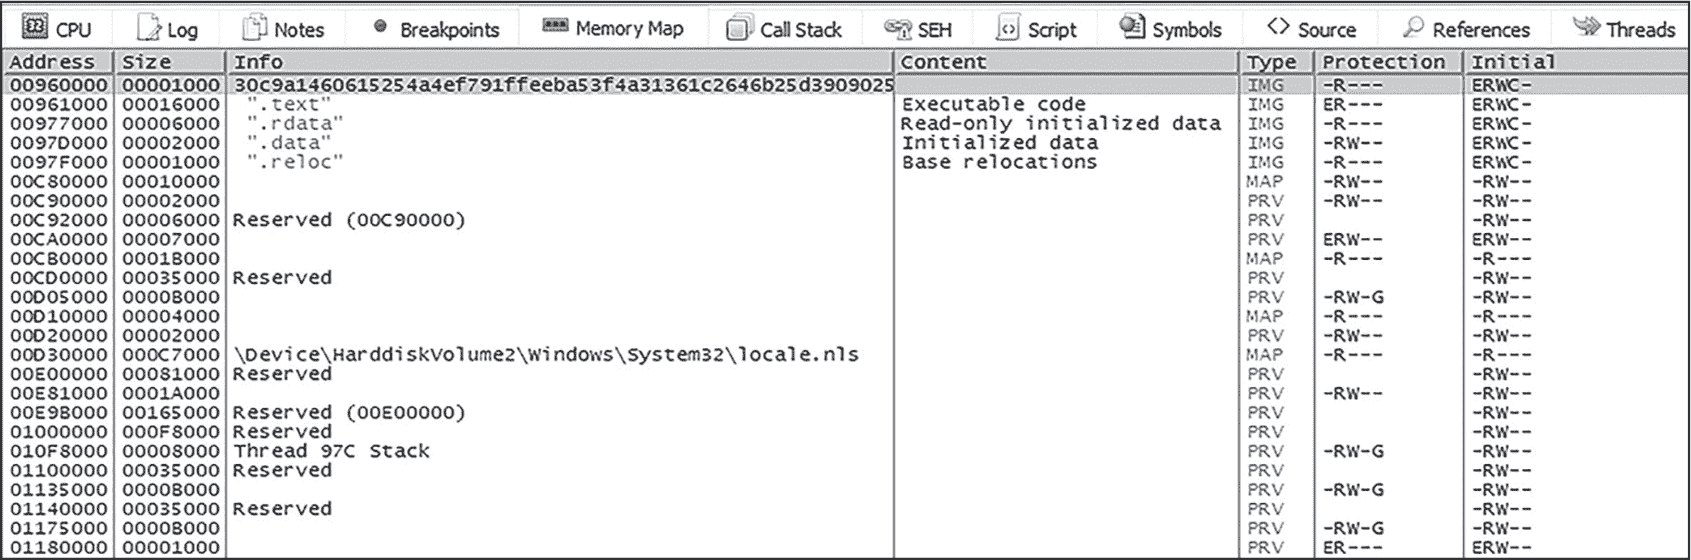 CPU Log Notes Breakpoints Memory Map Call Stack SEH Script Symbols Source References Threads
Address Size Info Content Type Protection Initial
00960000 00001000 30c9a1460615254a4ef791ffeeba53f4a31361c2646b25d3909025 IMG -R--- ERWC-
00961000 00016000 ".text" Executable code IMG ER--- ERWC-
00977000 00006000 ".rdata" Read-only initialized data IMG -R--- ERWC-
0097D000 00002000 ".data" Initialized data IMG -RW-- ERWC-
0097F000 00001000 ".reloc" Base relocations IMG -R--- ERWC-
00C80000 00010000 MAP -RW-- -RW--
00C90000 00002000 PRV -RW-- -RW--
00C92000 00006000 Reserved (00C90000) PRV -RW--
00CA0000 00007000 PRV ERW-- ERW--
00CB0000 0001B000 MAP -R--- -R---
00CD0000 00035000 Reserved PRV -RW--
00D05000 0000B000 PRV -RW-G -RW--
00D10000 00004000 MAP -R--- -R---
00D20000 00002000 PRV -RW-- -RW--
00D30000 000C7000 \Device\HarddiskVolume2\Windows\System32\locale.nls MAP -R--- -R---
00E00000 00081000 Reserved PRV -RW--
00E81000 0001A000 PRV -RW-- -RW--
00E9B000 00165000 Reserved (00E00000) PRV -RW--
01000000 000F8000 Reserved PRV -RW--
010F8000 00008000 Thread 97C Stack PRV -RW-G -RW--
01100000 00035000 Reserved PRV -RW--
01135000 0000B000 PRV -RW-G -RW--
01140000 00035000 Reserved PRV -RW--
01175000 0000B000 PRV -RW-G -RW--
01180000 00001000 PRV ER--- ERW--